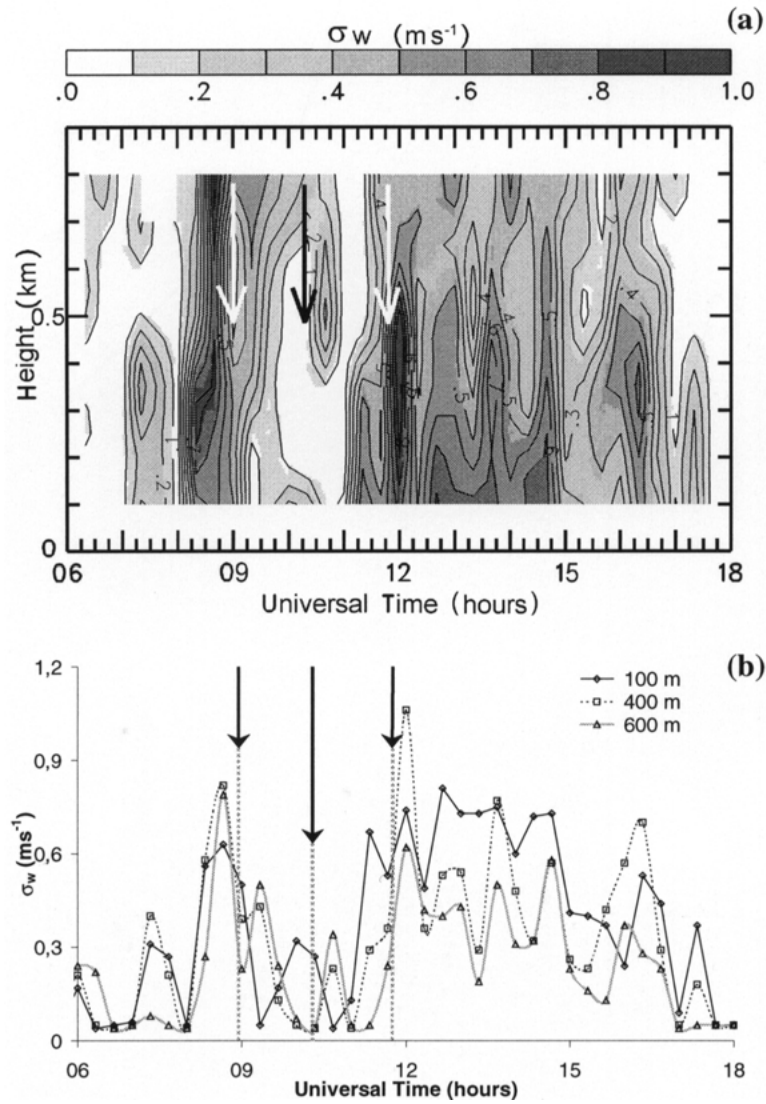 (a)
σw (ms-1)
.0 .2 .4 .6 .8 1.0
Height (km)
0.5
0
06 09 12 15 18
Universal Time (hours)
(b)
1,2
0,9
0,6
0,3
0
σw (ms-1)
100 m
400 m
600 m
06 09 12 15 18
Universal Time (hours)